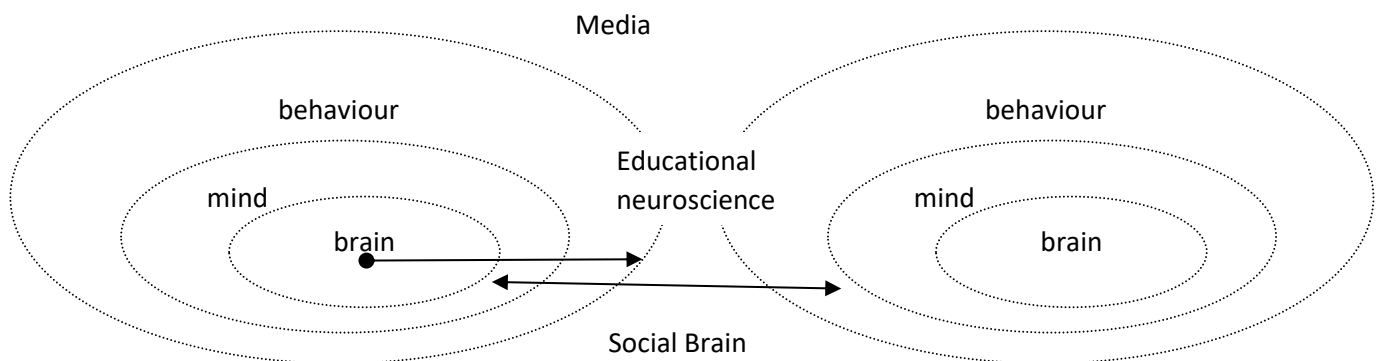 Media
behaviour
behaviour
Educational
neuroscience
mind
mind
brain
brain
Social Brain